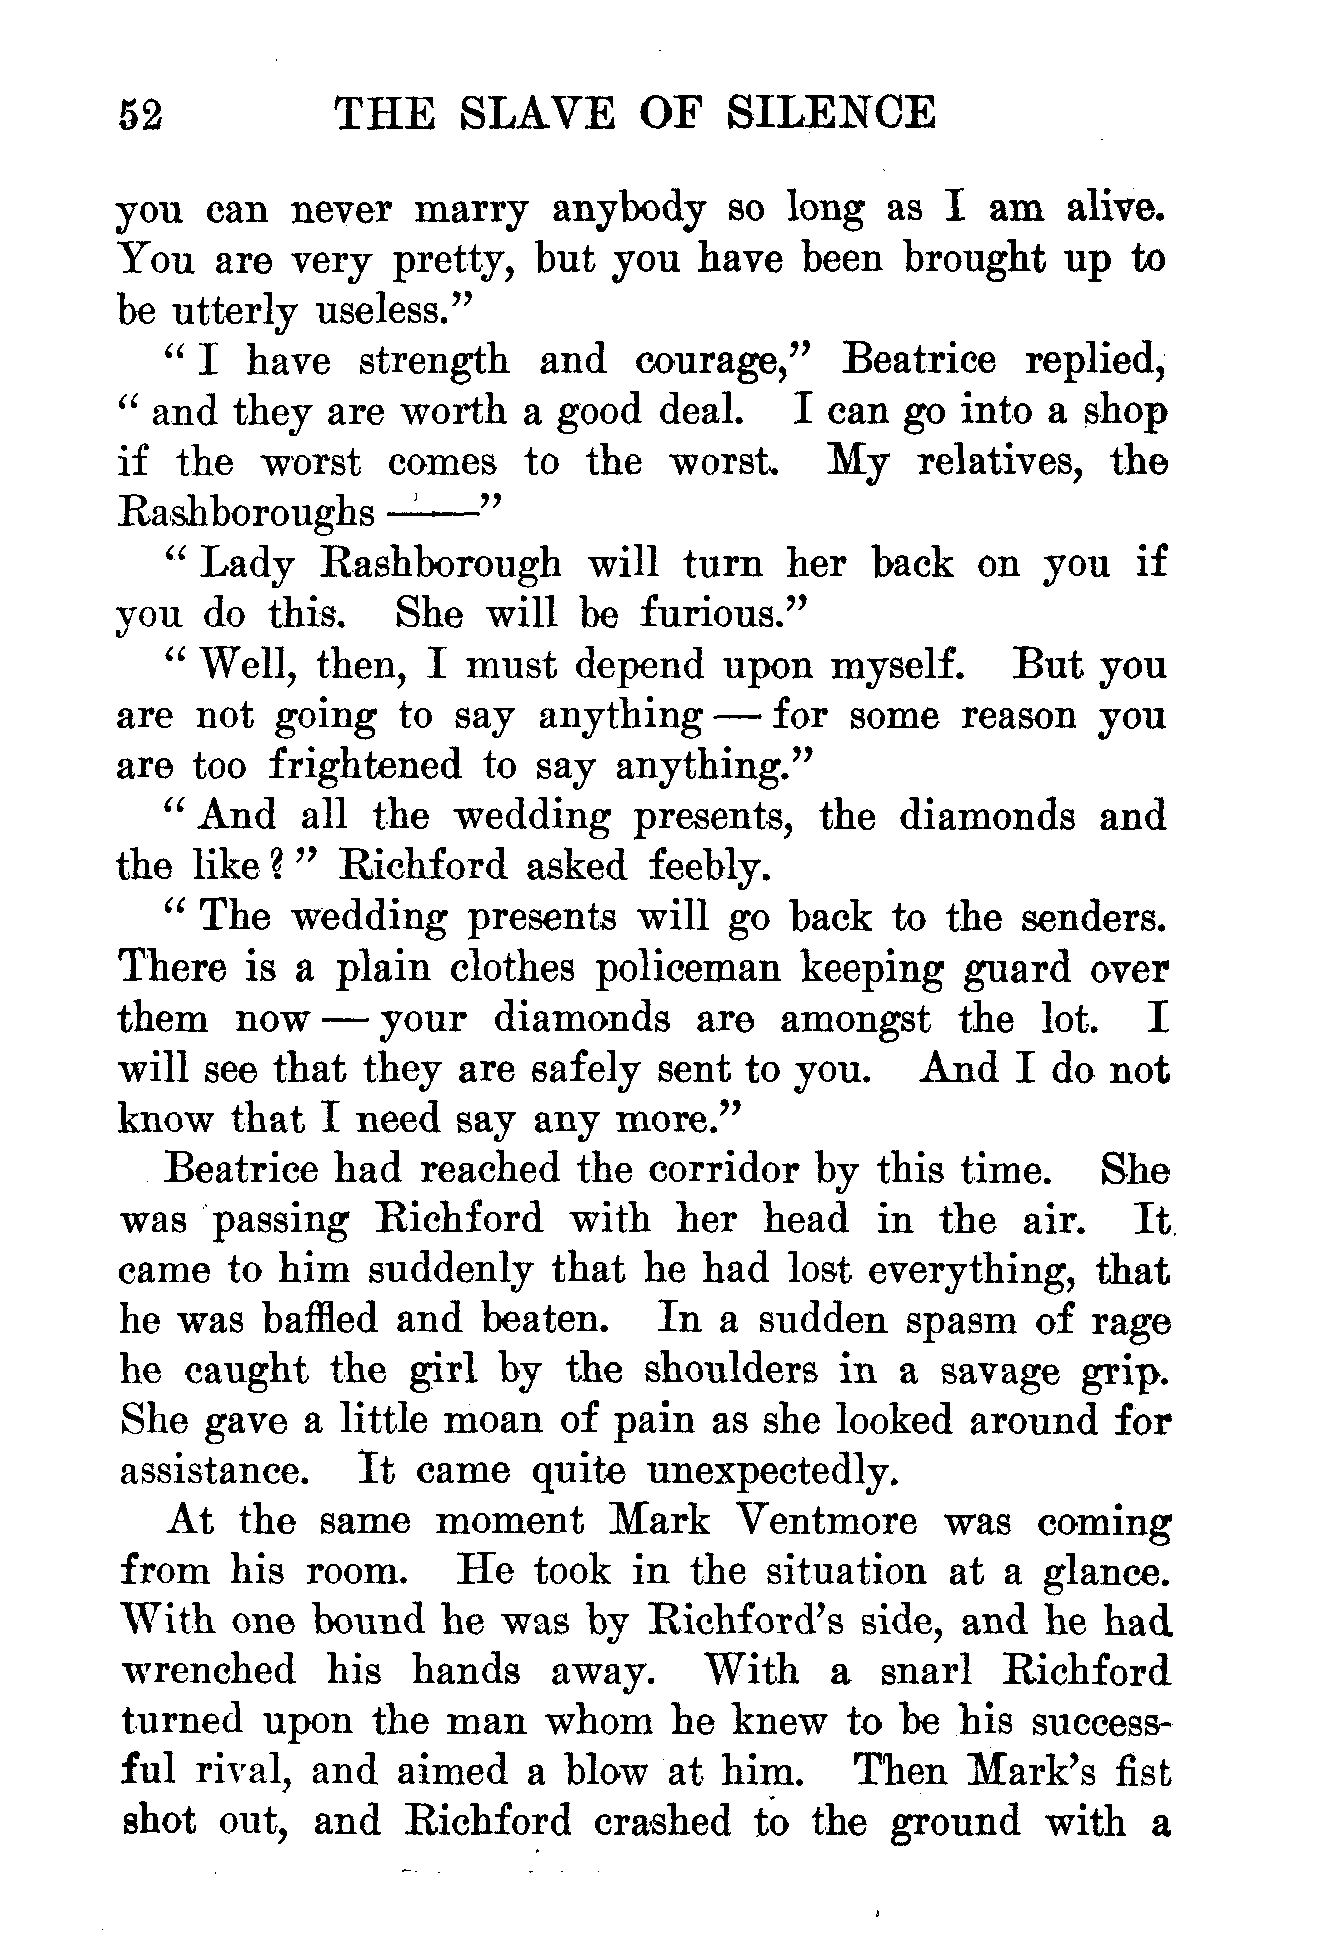 52 THE SLAVE OF SILENCE
you can never marry anybody so long as I am alive.
You are very pretty, but you have been brought up to
be utterly useless.”
“ I have strength and courage,” Beatrice replied,
“ and they are worth a good deal. I can go into a shop
if the worst comes to the worst. My relatives, the
Rashboroughs ——”
“ Lady Rashborough will turn her back on you if
you do this. She will be furious.”
“ Well, then, I must depend upon myself. But you
are not going to say anything — for some reason you
are too frightened to say anything.”
“ And all the wedding presents, the diamonds and
the like ? ” Richford asked feebly.
“ The wedding presents will go back to the senders.
There is a plain clothes policeman keeping guard over
them now — your diamonds are amongst the lot. I
will see that they are safely sent to you. And I do not
know that I need say any more.”
Beatrice had reached the corridor by this time. She
was passing Richford with her head in the air. It
came to him suddenly that he had lost everything, that
he was baffled and beaten. In a sudden spasm of rage
he caught the girl by the shoulders in a savage grip.
She gave a little moan of pain as she looked around for
assistance. It came quite unexpectedly.
At the same moment Mark Ventmore was coming
from his room. He took in the situation at a glance.
With one bound he was by Richford’s side, and he had
wrenched his hands away. With a snarl Richford
turned upon the man whom he knew to be his success-
ful rival, and aimed a blow at him. Then Mark’s fist
shot out, and Richford crashed to the ground with a